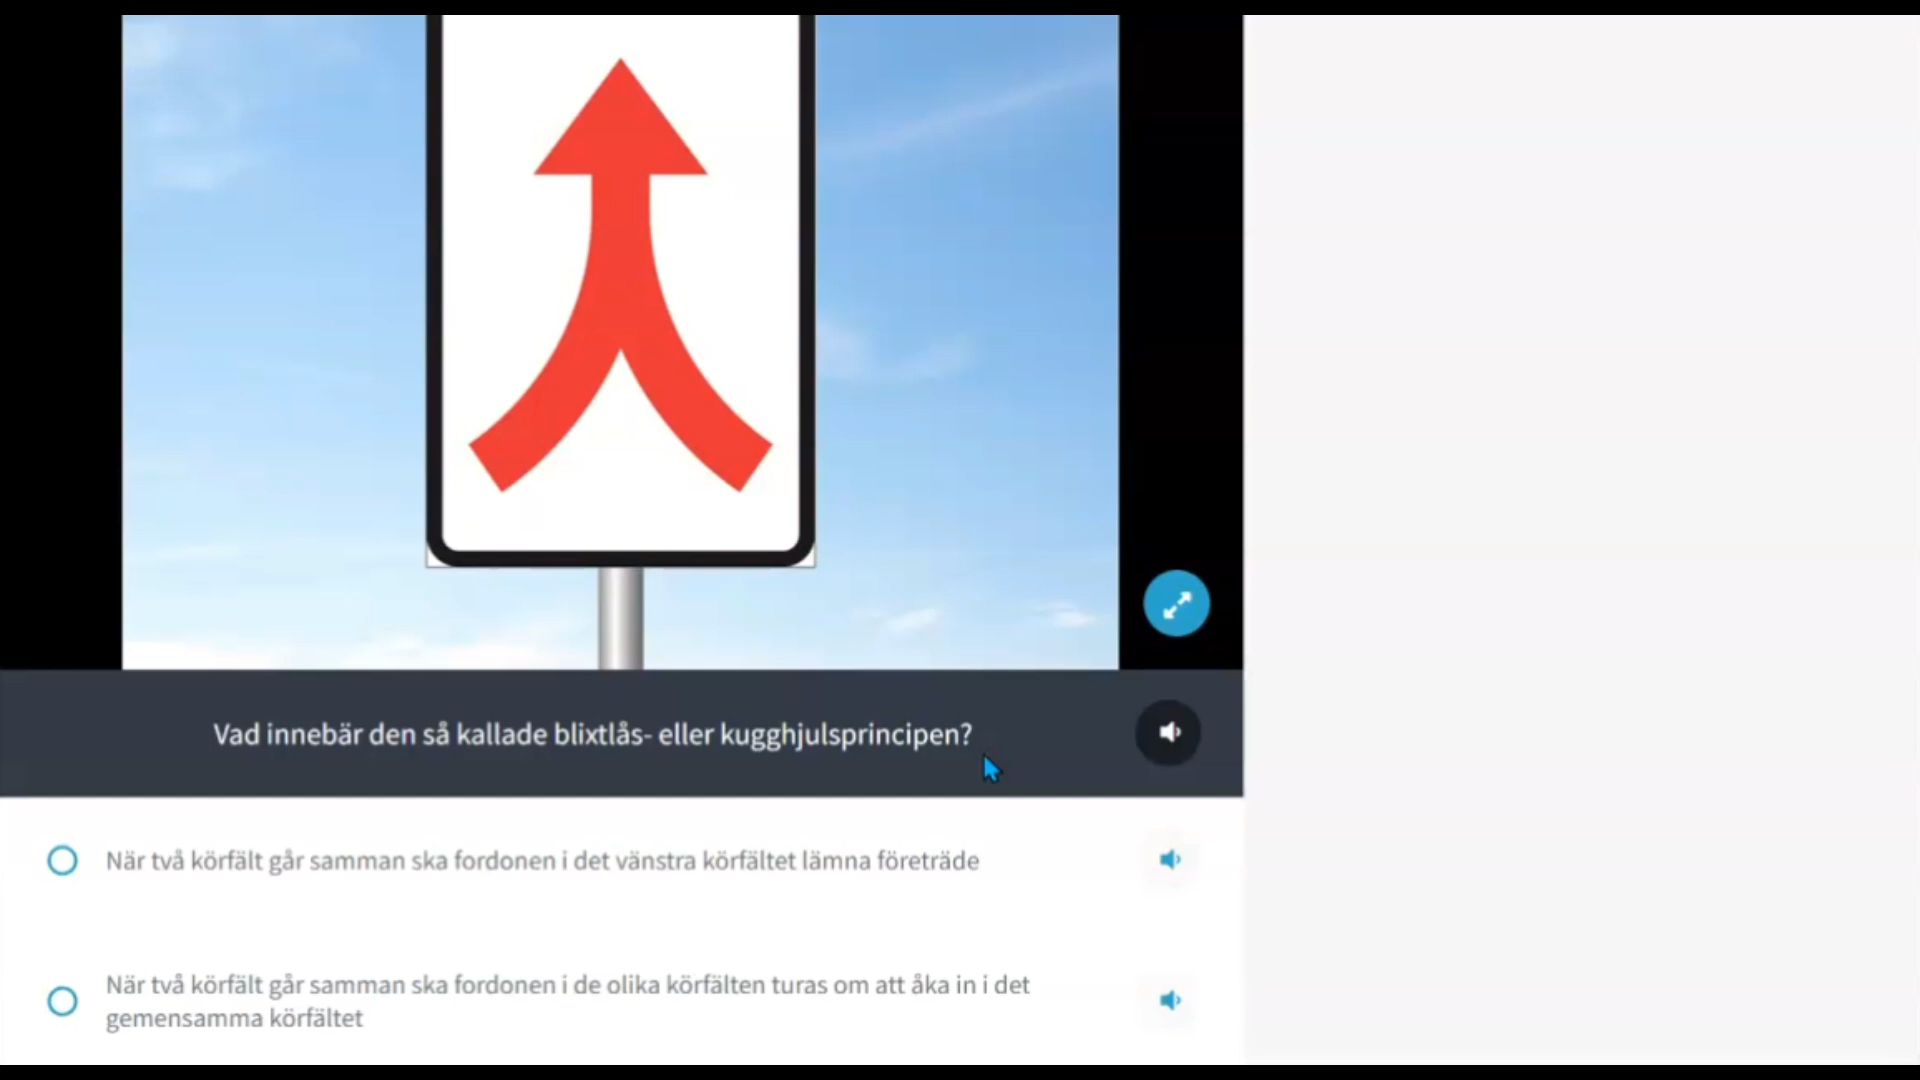 Vad innebär den så kallade blixtlås- eller kugghjulsprincipen?
När två körfält går samman ska fordonen i det vänstra körfältet lämna företräde
När två körfält går samman ska fordonen i de olika körfälten turas om att åka in i det
gemensamma körfältet